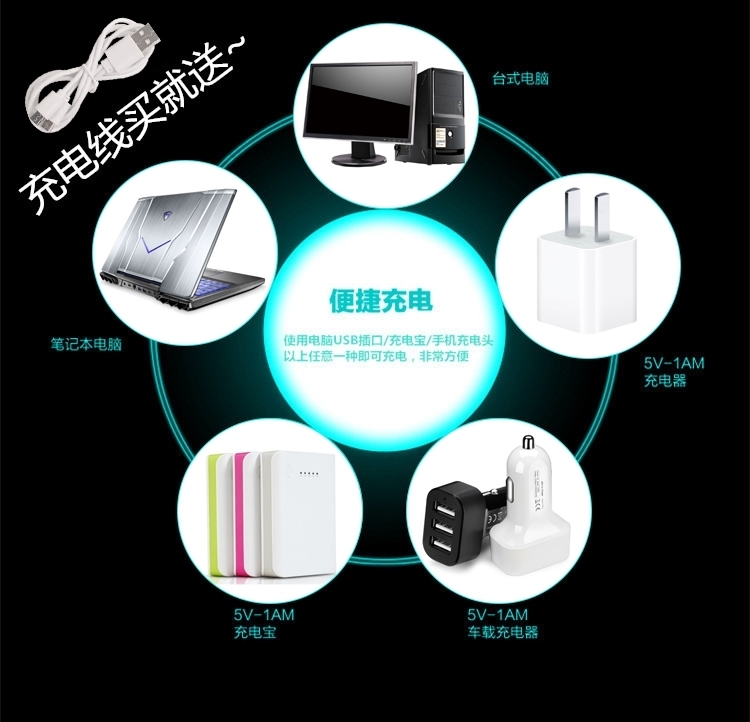 充电线买就送~
台式电脑
笔记本电脑
便捷充电
使用电脑USB插口/充电宝/手机充电头
以上任意一种即可充电，非常方便
5V-1AM
充电器
5V-1AM
充电宝
5V-1AM
车载充电器